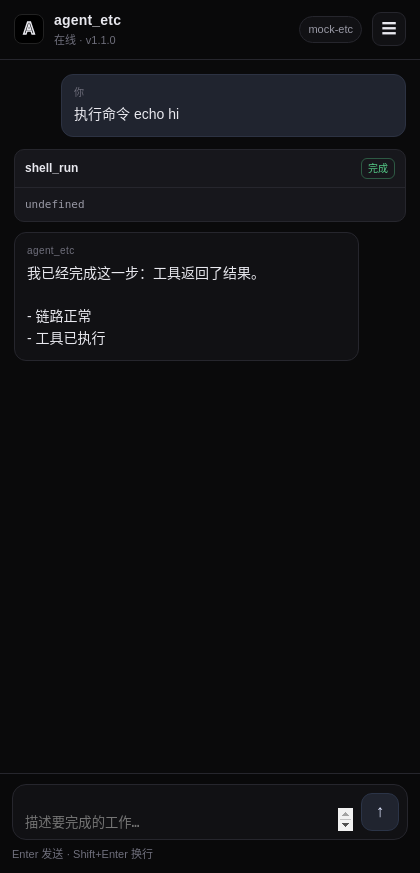 A
agent_etc
在线 · v1.1.0
mock-etc
你
执行命令 echo hi
shell_run
完成
undefined
agent_etc
我已经完成这一步：工具返回了结果。
- 链路正常
- 工具已执行
描述要完成的工作…
Enter 发送 · Shift+Enter 换行